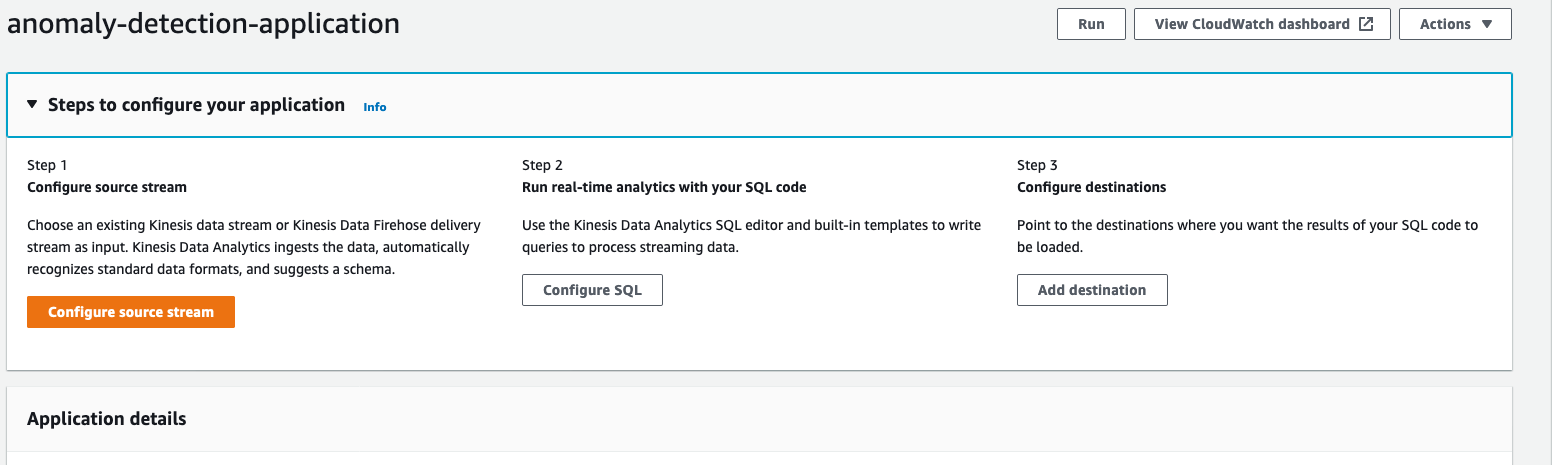 anomaly-detection-application
Run
View CloudWatch dashboard
Actions
Steps to configure your application Info
Step 1
Configure source stream
Choose an existing Kinesis data stream or Kinesis Data Firehose delivery
stream as input. Kinesis Data Analytics ingests the data, automatically
recognizes standard data formats, and suggests a schema.
Configure source stream
Step 2
Run real-time analytics with your SQL code
Use the Kinesis Data Analytics SQL editor and built-in templates to write
queries to process streaming data.
Configure SQL
Step 3
Configure destinations
Point to the destinations where you want the results of your SQL code to
be loaded.
Add destination
Application details